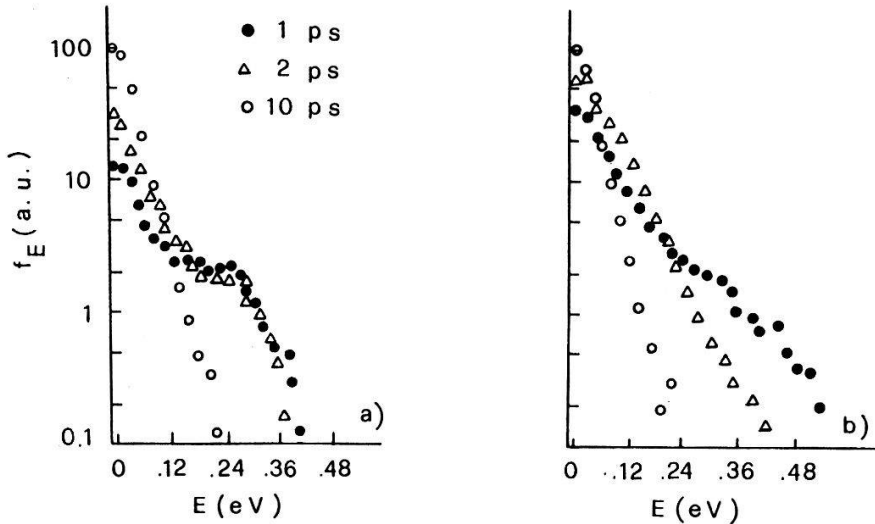 1 ps
2 ps
10 ps
100
10
1
0.1
f_E (a.u.)
0 .12 .24 .36 .48
E (eV)
a)
0 .12 .24 .36 .48
E (eV)
b)